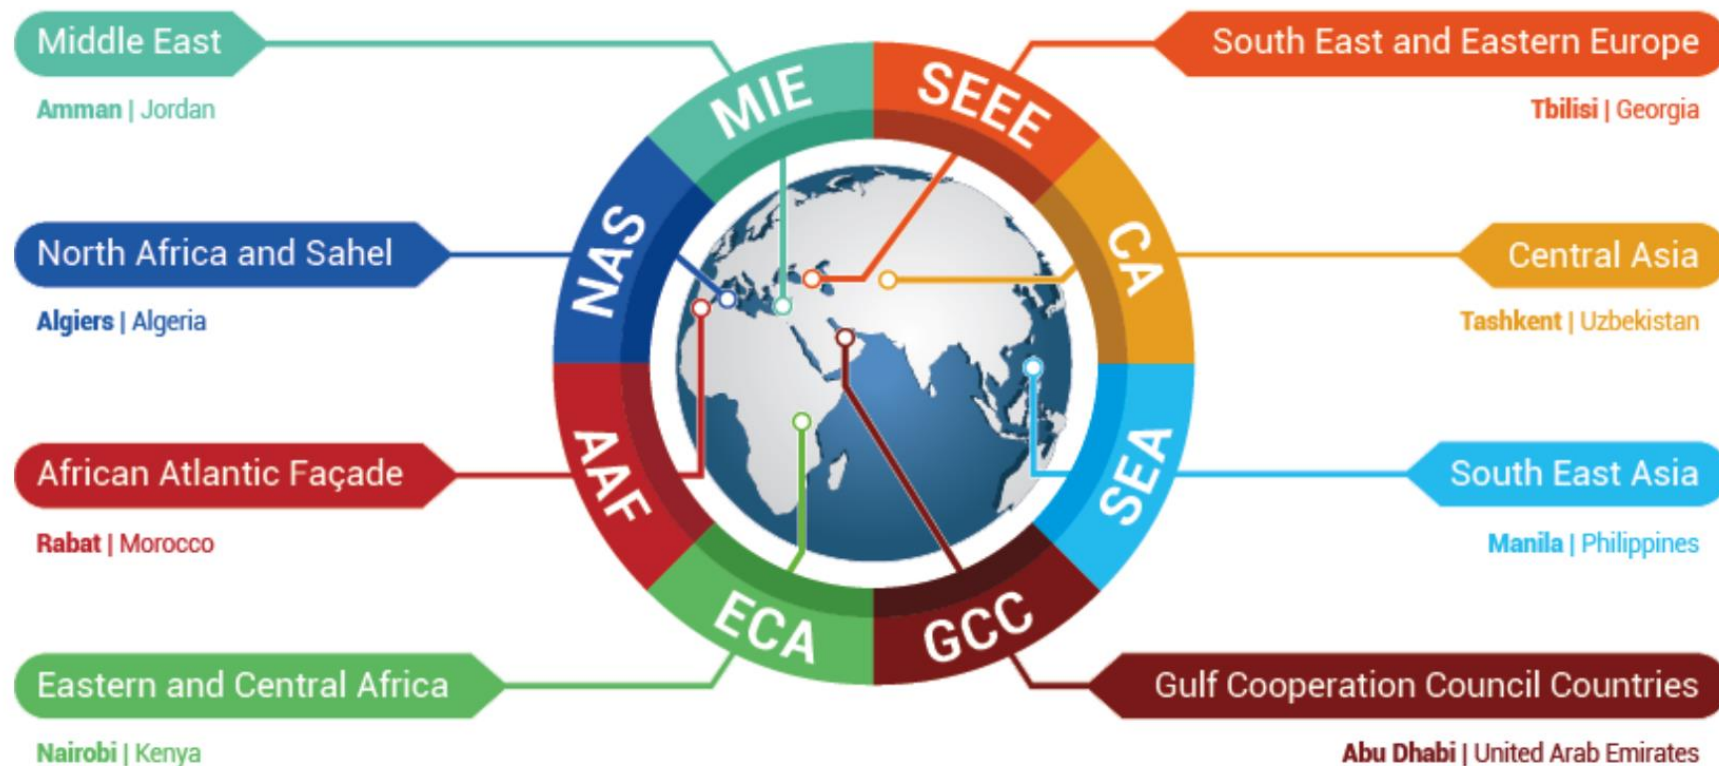 Middle East
Amman | Jordan
North Africa and Sahel
Algiers | Algeria
African Atlantic Façade
Rabat | Morocco
Eastern and Central Africa
Nairobi | Kenya
MIE
SEEE
NAS
CA
AAF
SEA
ECA
GCC
South East and Eastern Europe
Tbilisi | Georgia
Central Asia
Tashkent | Uzbekistan
South East Asia
Manila | Philippines
Gulf Cooperation Council Countries
Abu Dhabi | United Arab Emirates